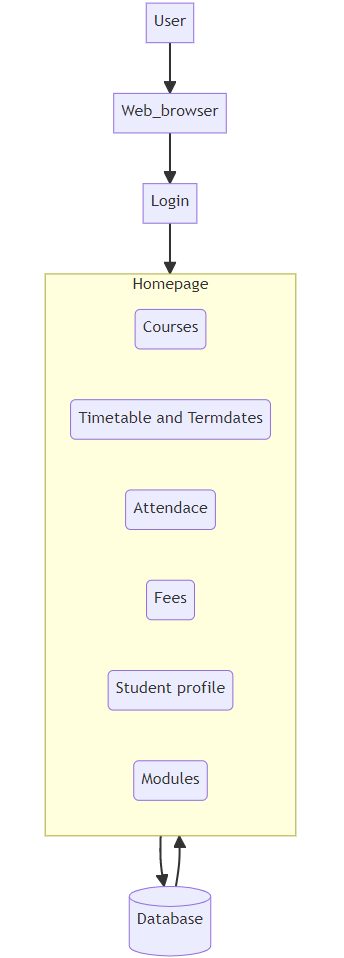 User
Web_browser
Login
Homepage
Courses
Timetable and Termdates
Attendace
Fees
Student profile
Modules
Database